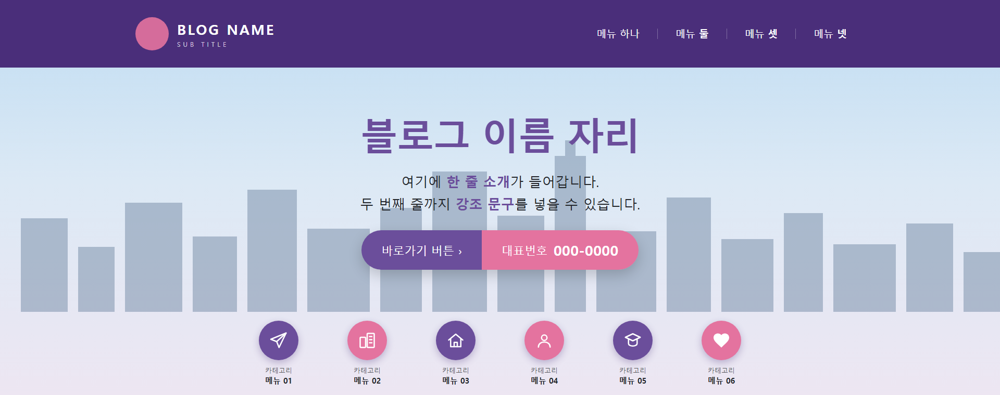 BLOG NAME
SUB TITLE
메뉴 하나
메뉴 둘
메뉴 셋
메뉴 넷
블로그 이름 자리
여기에 한 줄 소개가 들어갑니다.
두 번째 줄까지 강조 문구를 넣을 수 있습니다.
바로가기 버튼 ›
대표번호 000-0000
카테고리
메뉴 01
카테고리
메뉴 02
카테고리
메뉴 03
카테고리
메뉴 04
카테고리
메뉴 05
카테고리
메뉴 06